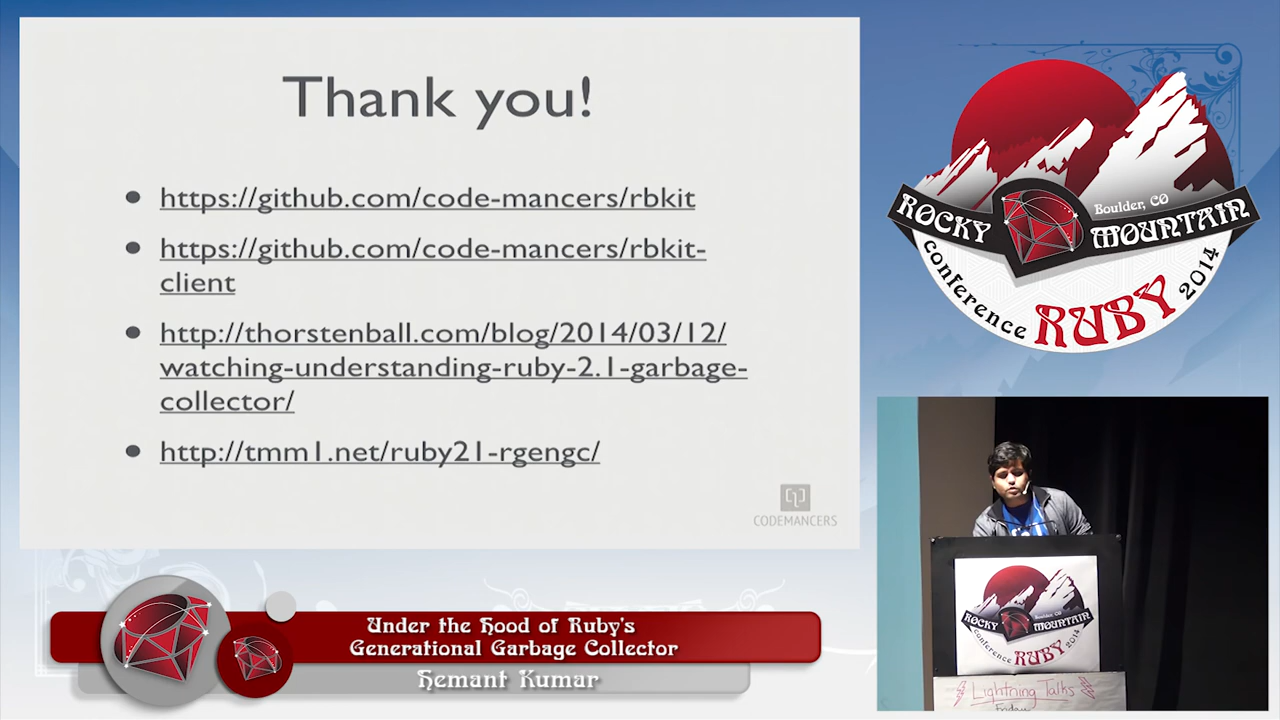 Thank you!
https://github.com/code-mancers/rbkit
https://github.com/code-mancers/rbkit-
client
http://thorstenball.com/blog/2014/03/12/
watching-understanding-ruby-2.1-garbage-
collector/
http://tmm1.net/ruby21-rgengc/
CODEMANCERS
Boulder, CO
ROCKY MOUNTAIN
conference RUBY 2014
Boulder, CO
ROCKY MOUNTAIN
conference RUBY 2014
Lightning Talks
Friday
Under the Hood of Ruby's
Generational Garbage Collector
Hemant Kumar